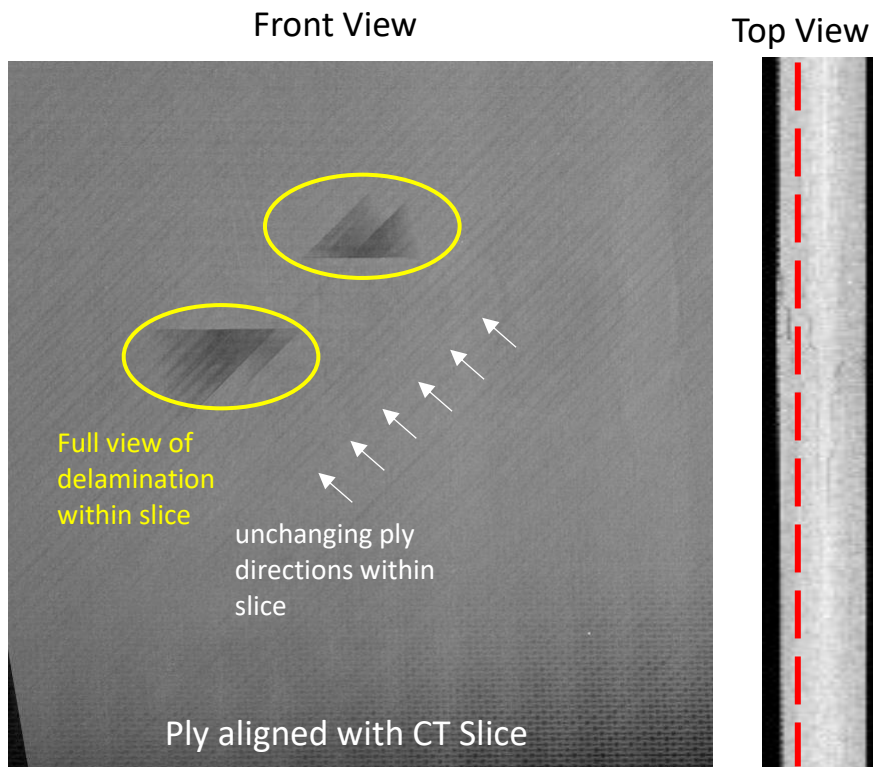 Front View
Top View
Full view of
delamination
within slice
unchanging ply
directions within
slice
Ply aligned with CT Slice